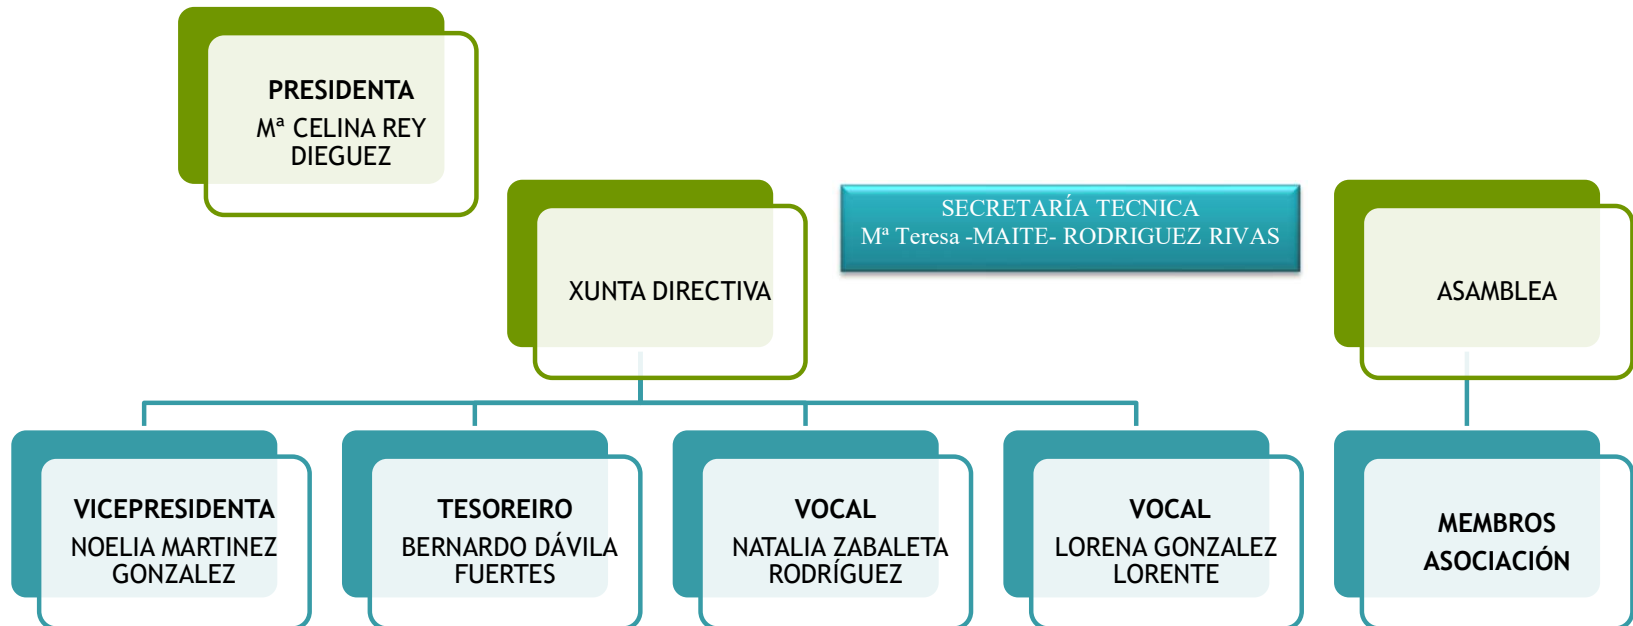 PRESIDENTA
Mª CELINA REY
DIEGUEZ
SECRETARÍA TECNICA
Mª Teresa -MAITE- RODRIGUEZ RIVAS
XUNTA DIRECTIVA
ASAMBLEA
VICEPRESIDENTA
NOELIA MARTINEZ
GONZALEZ
TESOREIRO
BERNARDO DÁVILA
FUERTES
VOCAL
NATALIA ZABALETA
RODRÍGUEZ
VOCAL
LORENA GONZALEZ
LORENTE
MEMBROS
ASOCIACIÓN